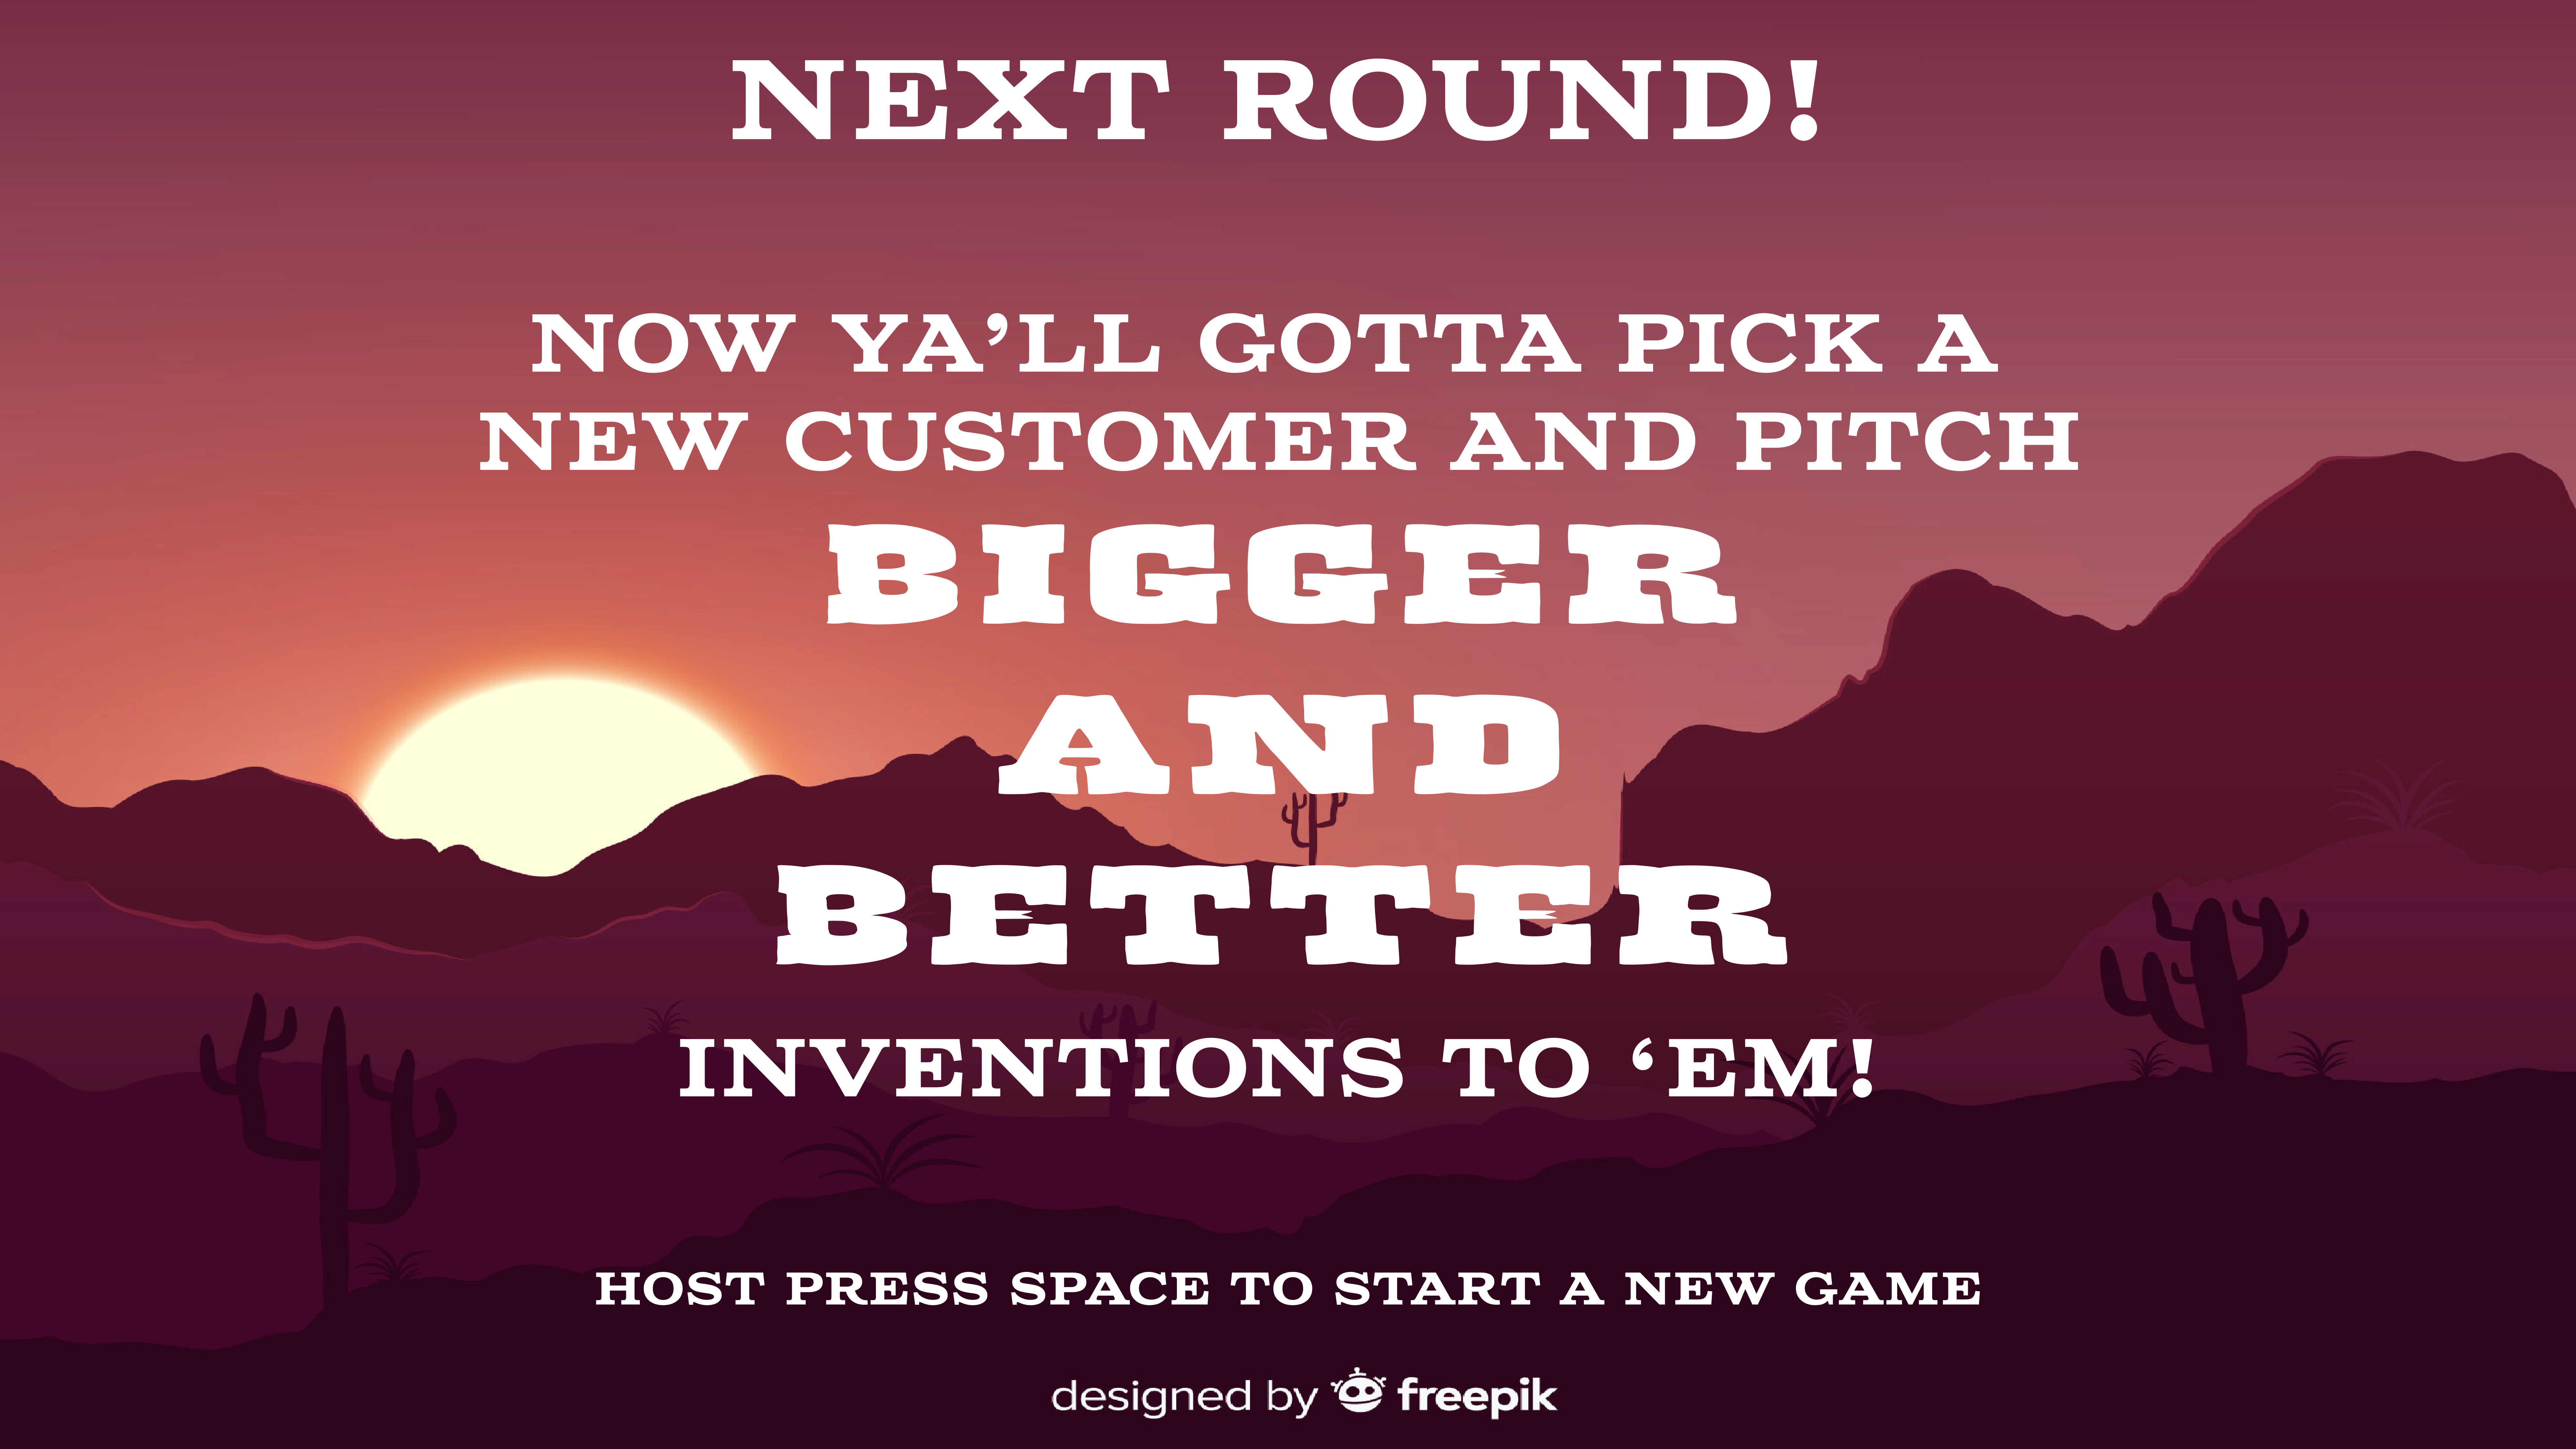 NEXT ROUND!
NOW YA’LL GOTTA PICK A
NEW CUSTOMER AND PITCH
BIGGER
AND
BETTER
INVENTIONS TO ‘EM!
HOST PRESS SPACE TO START A NEW GAME
designed by freepik